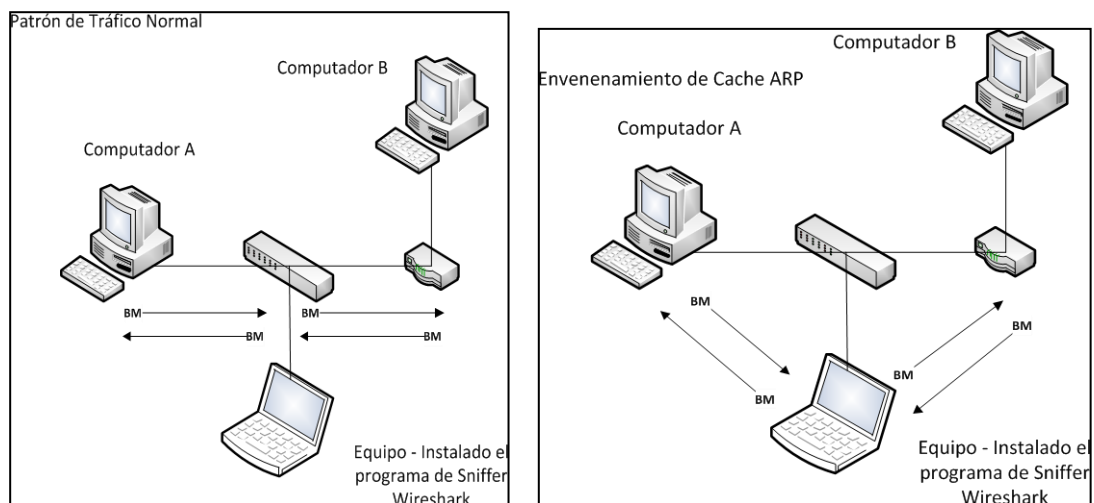 Patrón de Tráfico Normal
Computador B
Computador A
BM
BM
BM
BM
Equipo - Instalado el
programa de Sniffer
Wireshark
Computador B
Envenenamiento de Cache ARP
Computador A
BM
BM
BM
BM
Equipo - Instalado el
programa de Sniffer
Wireshark